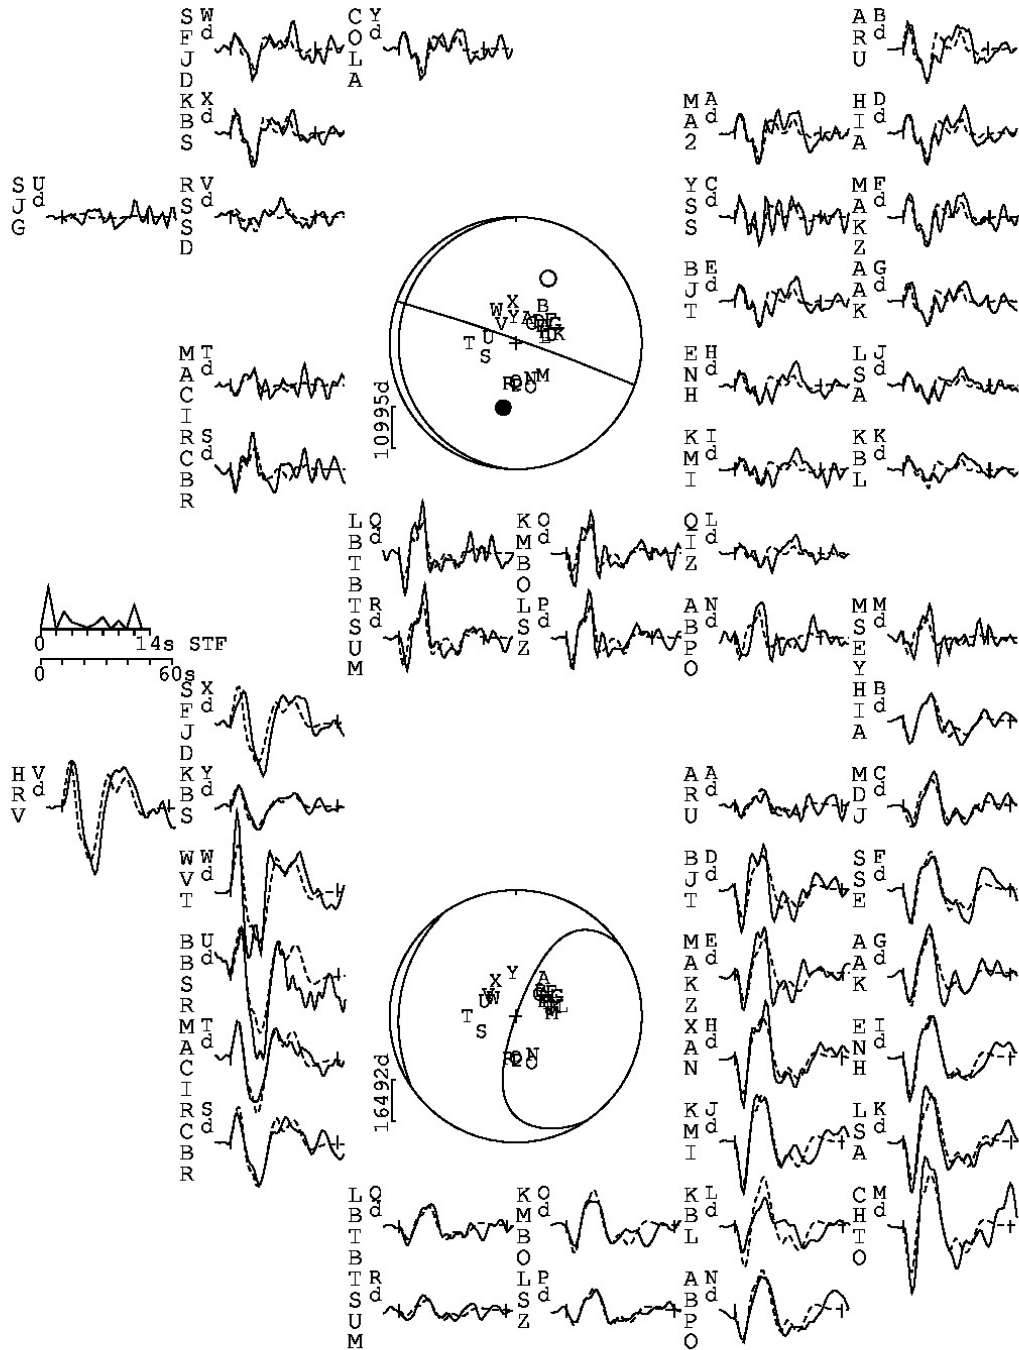 SFJD W d
COLA Y d
ARU B d
KBS X d
MA2 A d
HIA D d
SJG U d
RSSD V d
YSS C d
MAKZ F d
BJT E d
AAK G d
MACI T d
ENH H d
LSA J d
RCBR S d
KMI I d
KBL K d
10995d
LBTB Q d
KMBO O d
QIZ L d
TSUM R d
LSZ P d
ABPO N d
MSEY M d
0 14s STF
0 60s
SFJD X d
HIA B d
HRV V d
KBS Y d
ARU A d
MDJ C d
WVT W d
BJT D d
SSE F d
BBSR U d
MAKZ E d
AAK G d
MACI T d
XAN H d
ENH I d
RCBR S d
KMI J d
LSA K d
16492d
LBTB Q d
KMBO O d
KBL L d
CHTO M d
TSUM R d
LSZ P d
ABPO N d